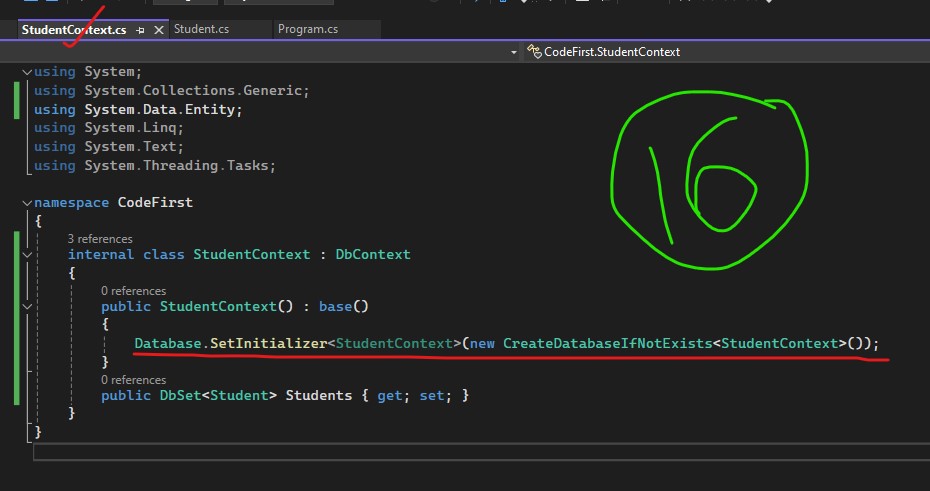 StudentContext.cs
Student.cs
Program.cs
CodeFirst.StudentContext
using System;
using System.Collections.Generic;
using System.Data.Entity;
using System.Linq;
using System.Text;
using System.Threading.Tasks;
16
namespace CodeFirst
{
3 references
internal class StudentContext : DbContext
{
0 references
public StudentContext() : base()
{
Database.SetInitializer<StudentContext>(new CreateDatabaseIfNotExists<StudentContext>());
}
0 references
public DbSet<Student> Students { get; set; }
}
}